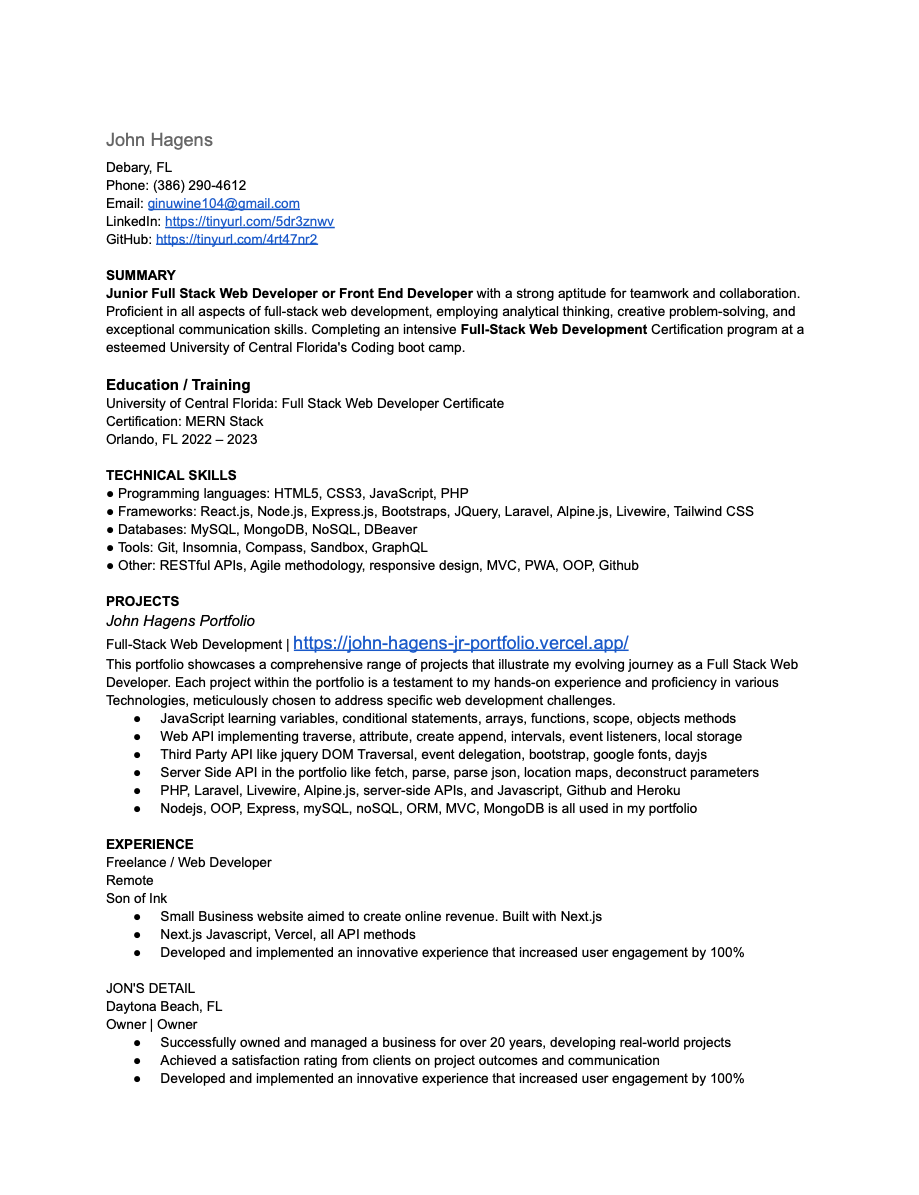 John Hagens
Debary, FL
Phone: (386) 290-4612
Email: ginuwine104@gmail.com
LinkedIn: https://tinyurl.com/5dr3znwv
GitHub: https://tinyurl.com/4rt47nr2
SUMMARY
Junior Full Stack Web Developer or Front End Developer with a strong aptitude for teamwork and collaboration.
Proficient in all aspects of full-stack web development, employing analytical thinking, creative problem-solving, and
exceptional communication skills. Completing an intensive Full-Stack Web Development Certification program at a
esteemed University of Central Florida's Coding boot camp.
Education / Training
University of Central Florida: Full Stack Web Developer Certificate
Certification: MERN Stack
Orlando, FL 2022 – 2023
TECHNICAL SKILLS
● Programming languages: HTML5, CSS3, JavaScript, PHP
● Frameworks: React.js, Node.js, Express.js, Bootstraps, JQuery, Laravel, Alpine.js, Livewire, Tailwind CSS
● Databases: MySQL, MongoDB, NoSQL, DBeaver
● Tools: Git, Insomnia, Compass, Sandbox, GraphQL
● Other: RESTful APIs, Agile methodology, responsive design, MVC, PWA, OOP, Github
PROJECTS
John Hagens Portfolio
Full-Stack Web Development | https://john-hagens-jr-portfolio.vercel.app/
This portfolio showcases a comprehensive range of projects that illustrate my evolving journey as a Full Stack Web
Developer. Each project within the portfolio is a testament to my hands-on experience and proficiency in various
Technologies, meticulously chosen to address specific web development challenges.
● JavaScript learning variables, conditional statements, arrays, functions, scope, objects methods
● Web API implementing traverse, attribute, create append, intervals, event listeners, local storage
● Third Party API like jquery DOM Traversal, event delegation, bootstrap, google fonts, dayjs
● Server Side API in the portfolio like fetch, parse, parse json, location maps, deconstruct parameters
● PHP, Laravel, Livewire, Alpine.js, server-side APIs, and Javascript, Github and Heroku
● Nodejs, OOP, Express, mySQL, noSQL, ORM, MVC, MongoDB is all used in my portfolio
EXPERIENCE
Freelance / Web Developer
Remote
Son of Ink
● Small Business website aimed to create online revenue. Built with Next.js
● Next.js Javascript, Vercel, all API methods
● Developed and implemented an innovative experience that increased user engagement by 100%
JON'S DETAIL
Daytona Beach, FL
Owner | Owner
● Successfully owned and managed a business for over 20 years, developing real-world projects
● Achieved a satisfaction rating from clients on project outcomes and communication
● Developed and implemented an innovative experience that increased user engagement by 100%